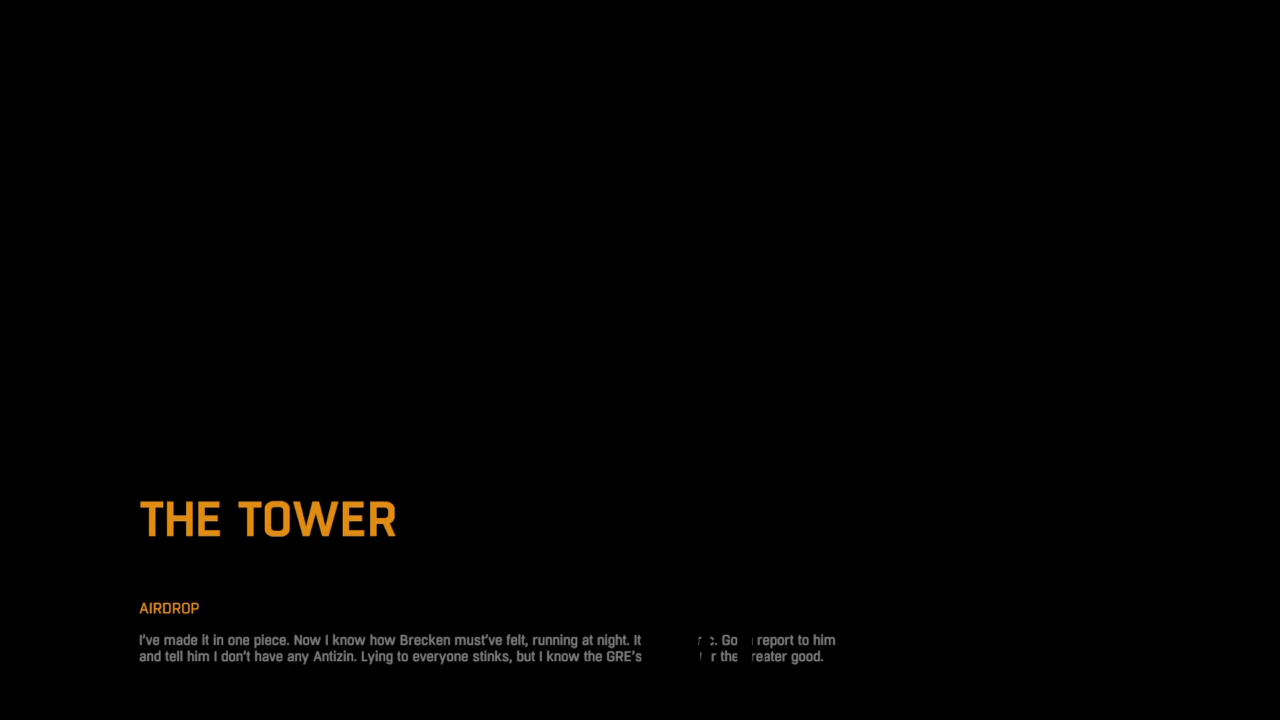 THE TOWER
AIRDROP
I've made it in one piece. Now I know how Brecken must've felt, running at night. It report to him
and tell him I don't have any Antizin. Lying to everyone stinks, but I know the GRE's the good.